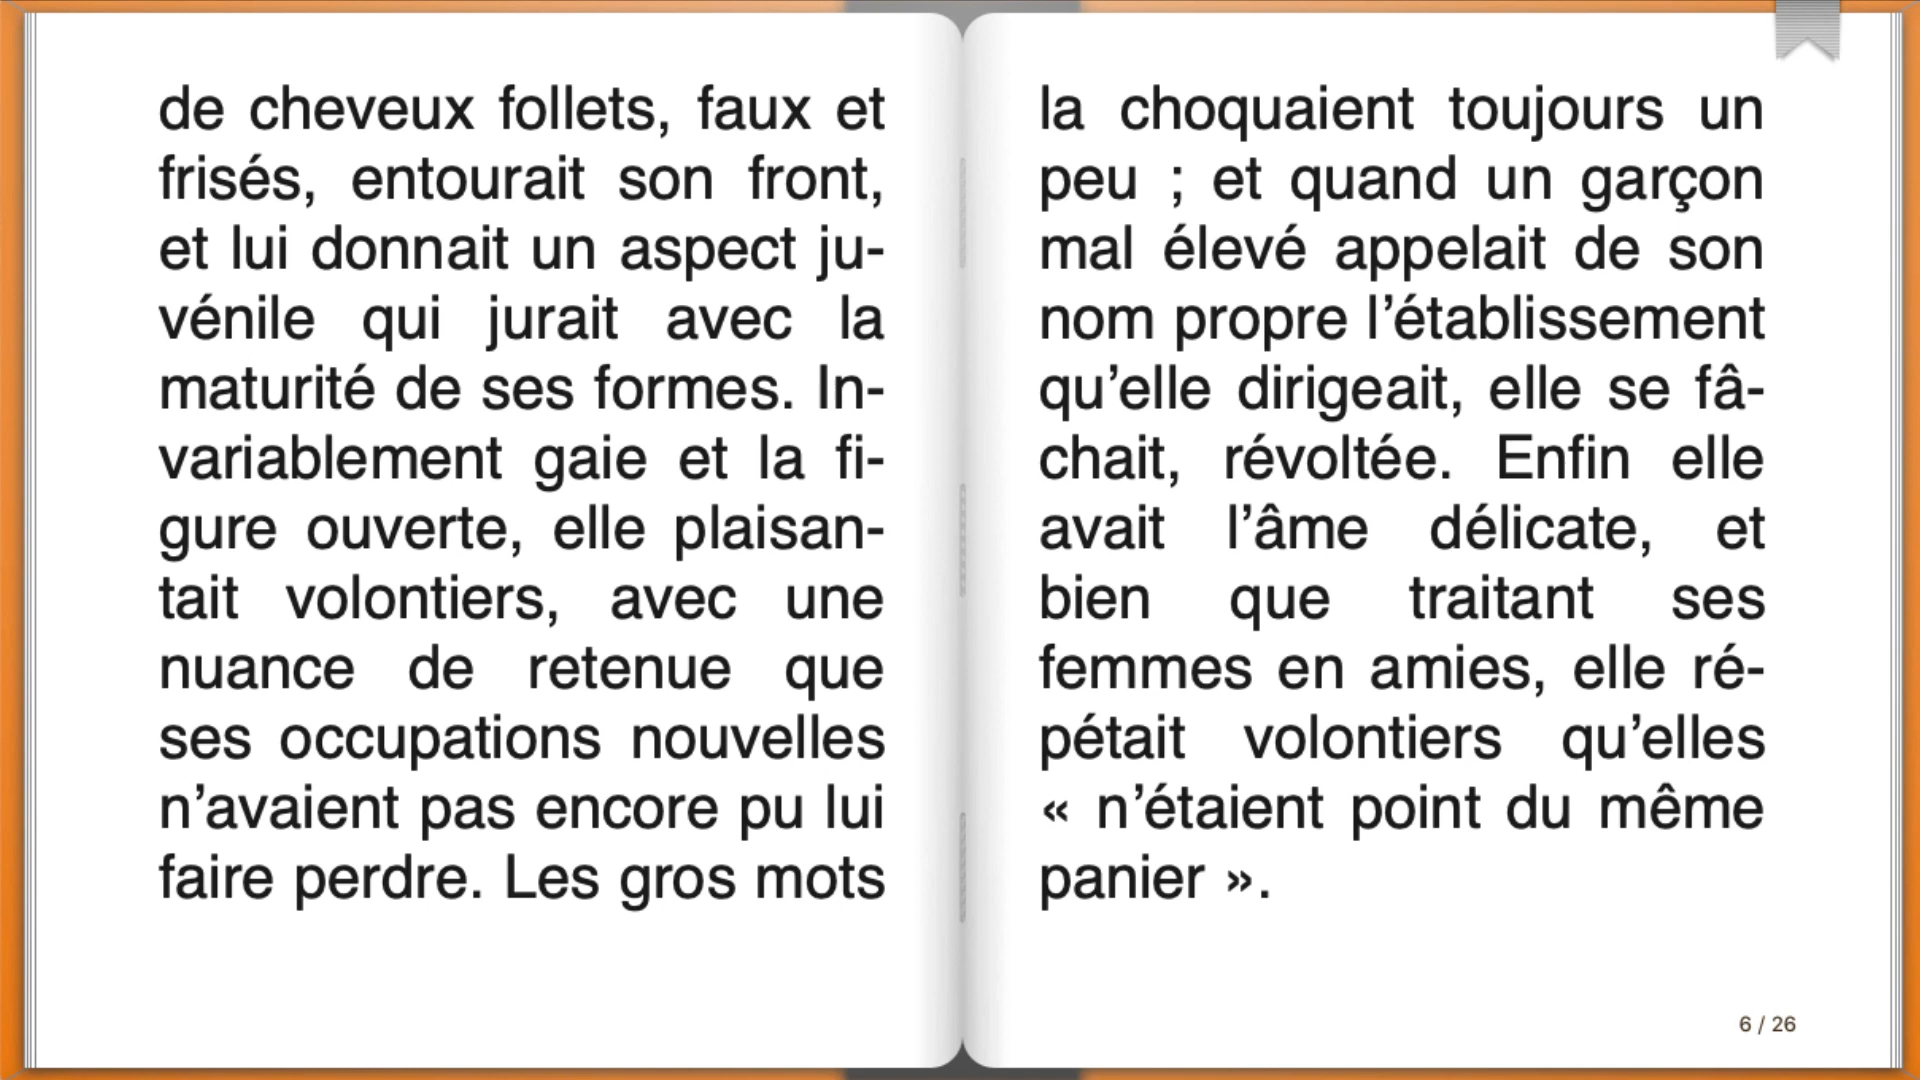 de cheveux follets, faux et
frisés, entourait son front,
et lui donnait un aspect ju-
vénile qui jurait avec la
maturité de ses formes. In-
variablement gaie et la fi-
gure ouverte, elle plaisan-
tait volontiers, avec une
nuance de retenue que
ses occupations nouvelles
n’avaient pas encore pu lui
faire perdre. Les gros mots
la choquaient toujours un
peu ; et quand un garçon
mal élevé appelait de son
nom propre l’établissement
qu’elle dirigeait, elle se fâ-
chait, révoltée. Enfin elle
avait l’âme délicate, et
bien que traitant ses
femmes en amies, elle ré-
pétait volontiers qu’elles
« n’étaient point du même
panier ».
6 / 26